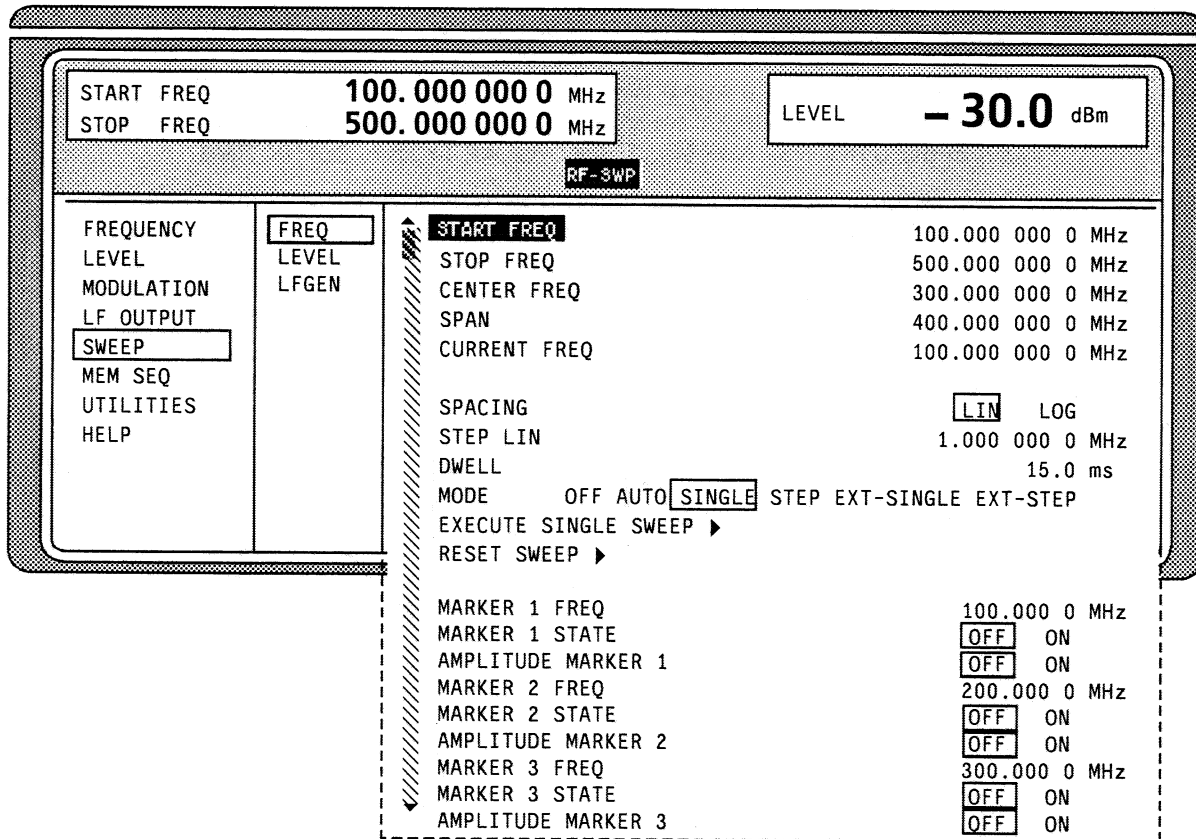 START FREQ 100.000 000 0 MHz
STOP FREQ 500.000 000 0 MHz
LEVEL - 30.0 dBm
RF-SWP
FREQUENCY
LEVEL
MODULATION
LF OUTPUT
SWEEP
MEM SEQ
UTILITIES
HELP
FREQ
LEVEL
LFGEN
START FREQ 100.000 000 0 MHz
STOP FREQ 500.000 000 0 MHz
CENTER FREQ 300.000 000 0 MHz
SPAN 400.000 000 0 MHz
CURRENT FREQ 100.000 000 0 MHz
SPACING LIN LOG
STEP LIN 1.000 000 0 MHz
DWELL 15.0 ms
MODE OFF AUTO SINGLE STEP EXT-SINGLE EXT-STEP
EXECUTE SINGLE SWEEP ▶
RESET SWEEP ▶
MARKER 1 FREQ 100.000 0 MHz
MARKER 1 STATE OFF ON
AMPLITUDE MARKER 1 OFF ON
MARKER 2 FREQ 200.000 0 MHz
MARKER 2 STATE OFF ON
AMPLITUDE MARKER 2 OFF ON
MARKER 3 FREQ 300.000 0 MHz
MARKER 3 STATE OFF ON
AMPLITUDE MARKER 3 OFF ON